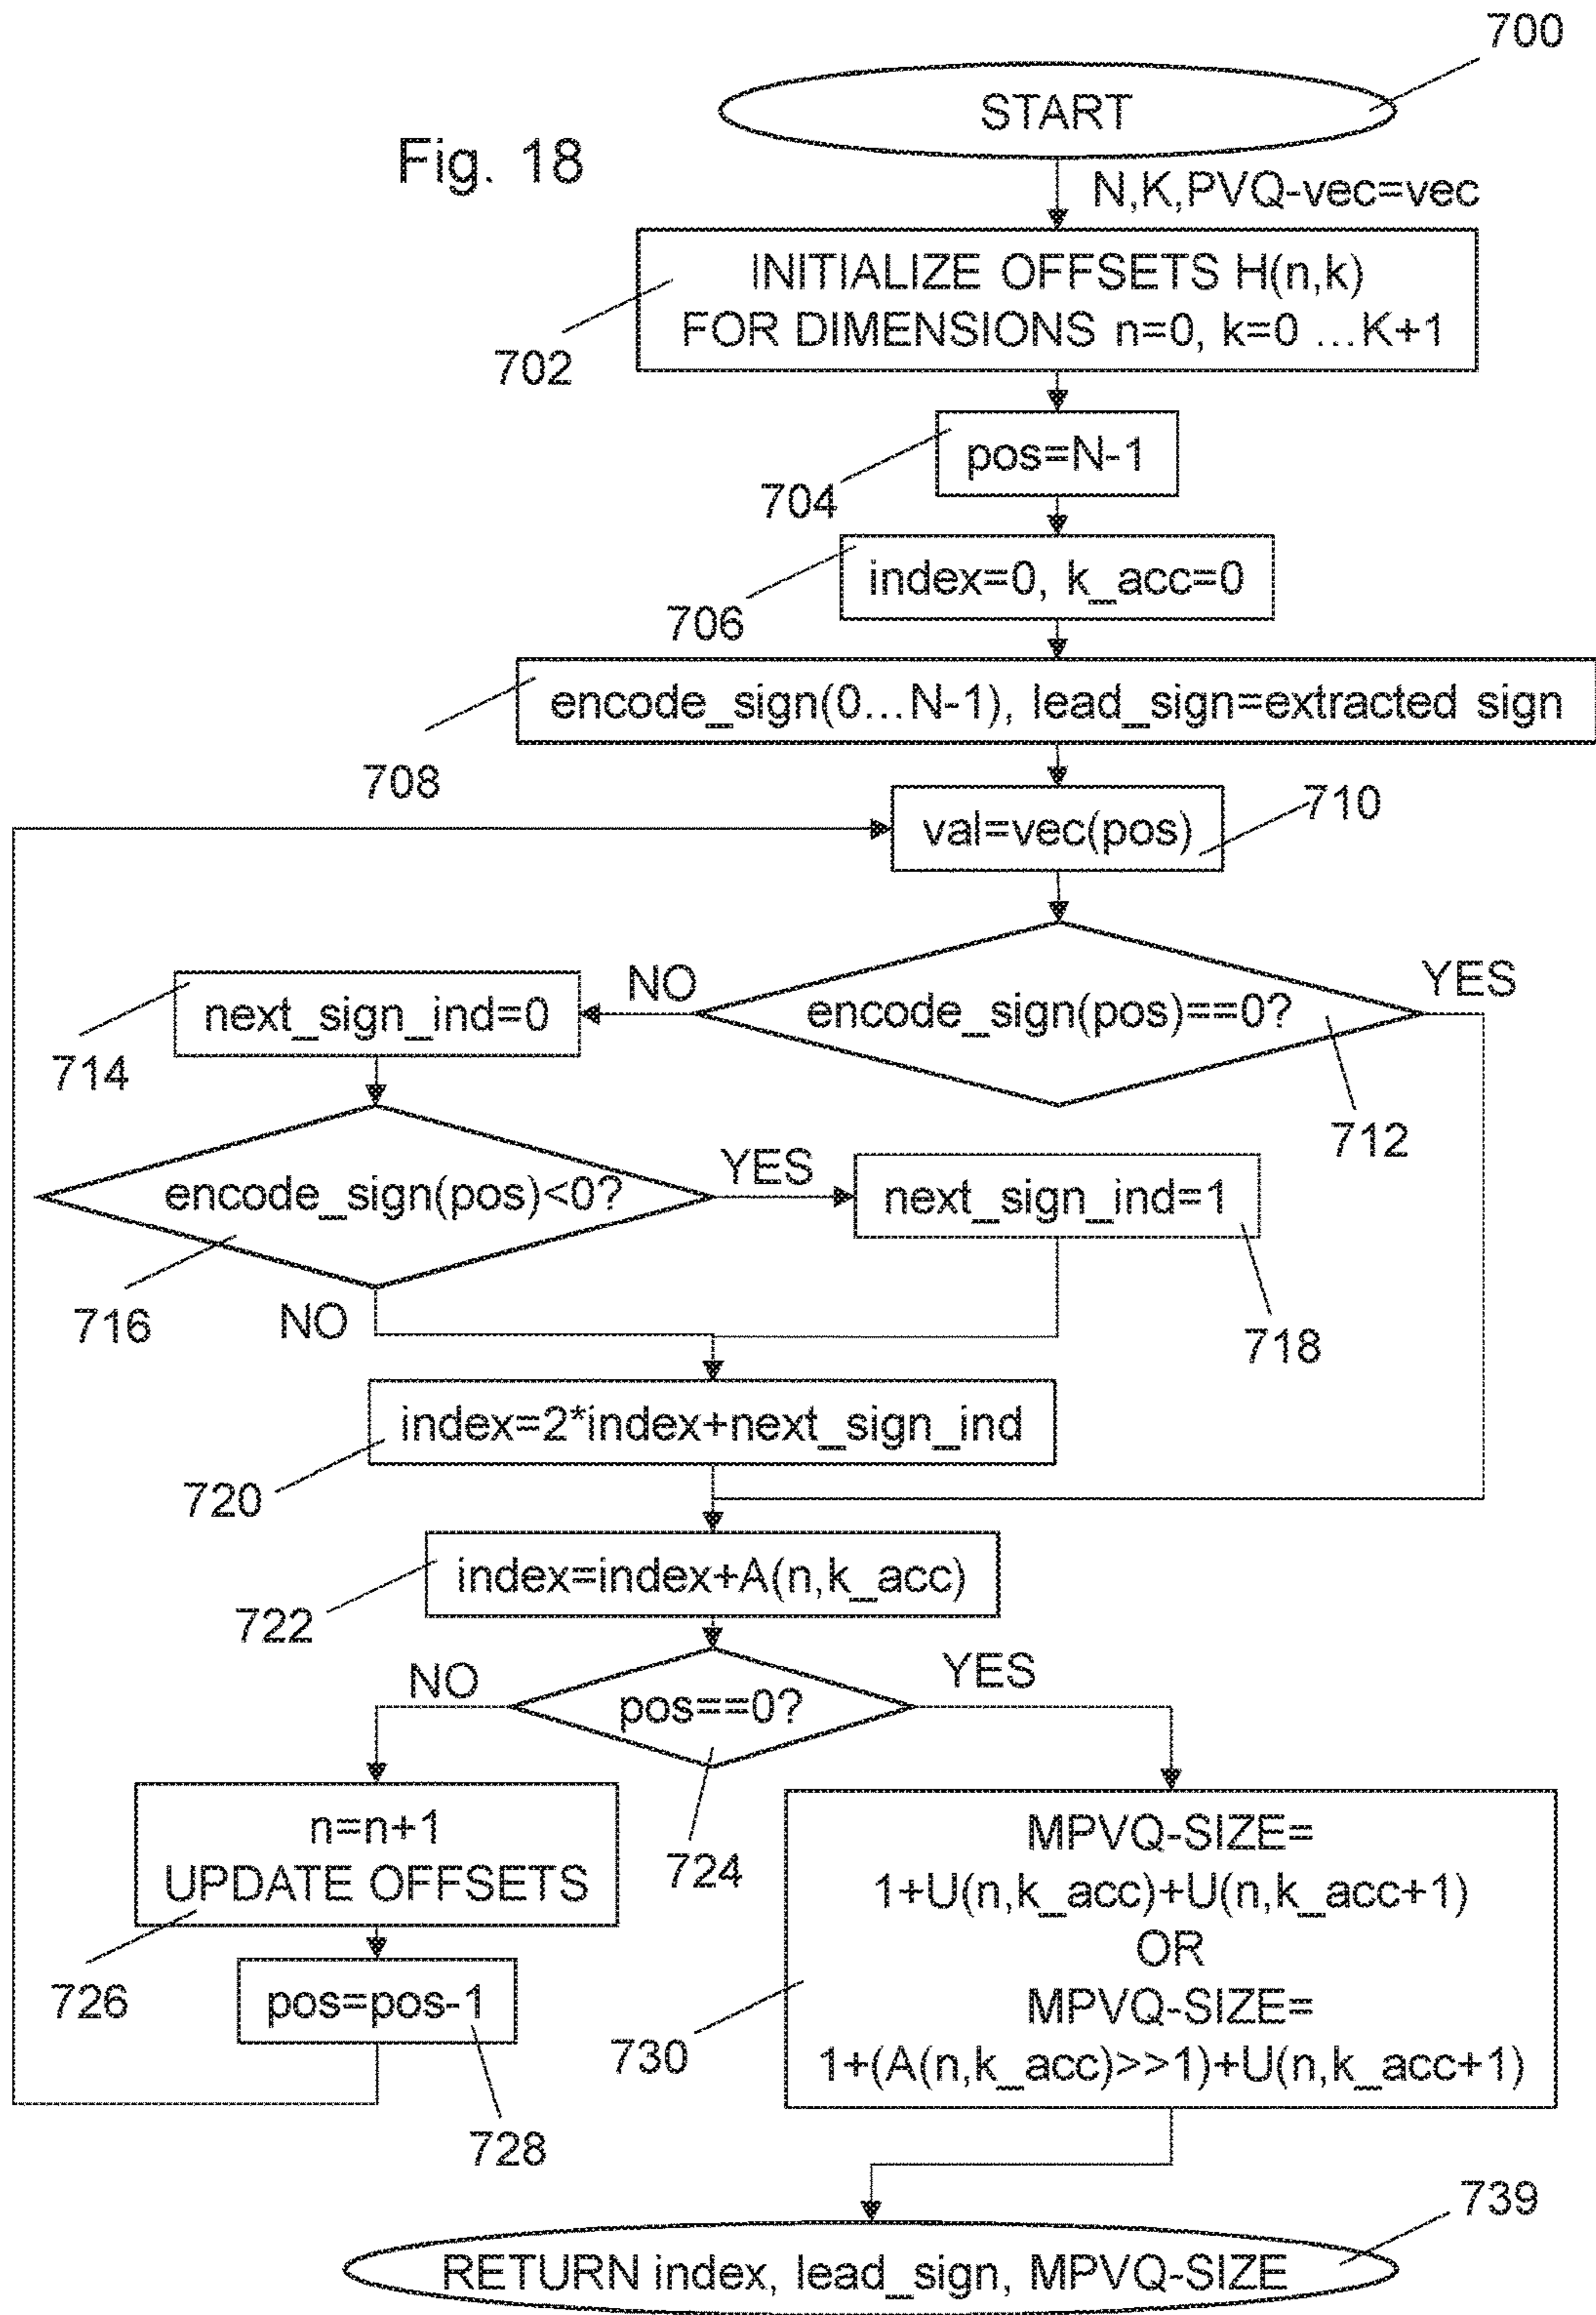 700
START
Fig. 18
N,K,PVQ-vec=vec
INITIALIZE OFFSETS H(n,k)
FOR DIMENSIONS n=0, k=0 ...K+1
702
pos=N-1
704
index=0, k_acc=0
706
encode_sign(0...N-1), lead_sign=extracted sign
708
710
val=vec(pos)
NO
YES
next_sign_ind=0
encode_sign(pos)==0?
714
712
YES
encode_sign(pos)<0?
next_sign_ind=1
716
NO
718
index=2*index+next_sign_ind
720
index=index+A(n,k_acc)
722
NO
YES
pos==0?
n=n+1
UPDATE OFFSETS
724
MPVQ-SIZE=
1+U(n,k_acc)+U(n,k_acc+1)
OR
MPVQ-SIZE=
1+(A(n,k_acc)>>1)+U(n,k_acc+1)
726
pos=pos-1
730
728
739
RETURN index, lead_sign, MPVQ-SIZE